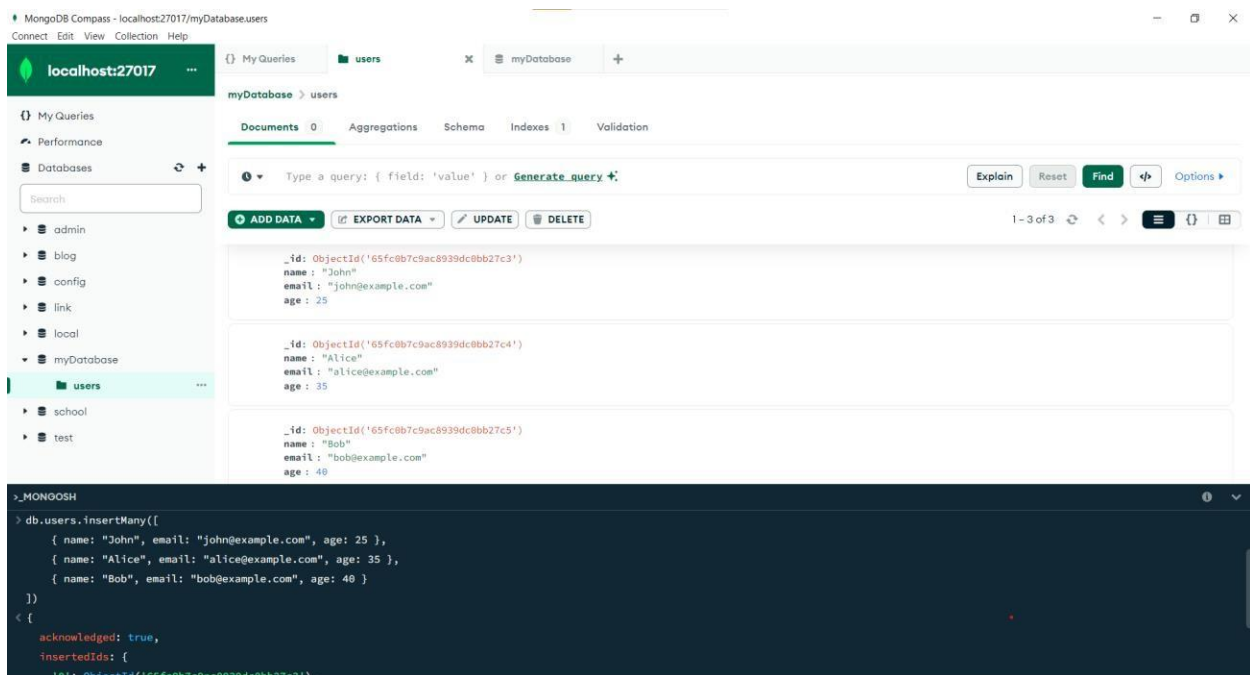 MongoDB Compass - localhost:27017/myDatabase.users
Connect Edit View Collection Help
localhost:27017 ...
{} My Queries users myDatabase +
myDatabase > users
{} My Queries
Documents 0 Aggregations Schema Indexes 1 Validation
Performance
Databases
Type a query: { field: 'value' } or Generate query
Explain Reset Find </> Options
Search
ADD DATA EXPORT DATA UPDATE DELETE
1 – 3 of 3 {}
admin
blog
config
link
local
myDatabase
users ...
school
test
_id: ObjectId('65fc0b7c9ac8939dc0bb27c3')
name : "John"
email : "john@example.com"
age : 25
_id: ObjectId('65fc0b7c9ac8939dc0bb27c4')
name : "Alice"
email : "alice@example.com"
age : 35
_id: ObjectId('65fc0b7c9ac8939dc0bb27c5')
name : "Bob"
email : "bob@example.com"
age : 40
>_MONGOSH
> db.users.insertMany([
{ name: "John", email: "john@example.com", age: 25 },
{ name: "Alice", email: "alice@example.com", age: 35 },
{ name: "Bob", email: "bob@example.com", age: 40 }
])
< {
acknowledged: true,
insertedIds: {